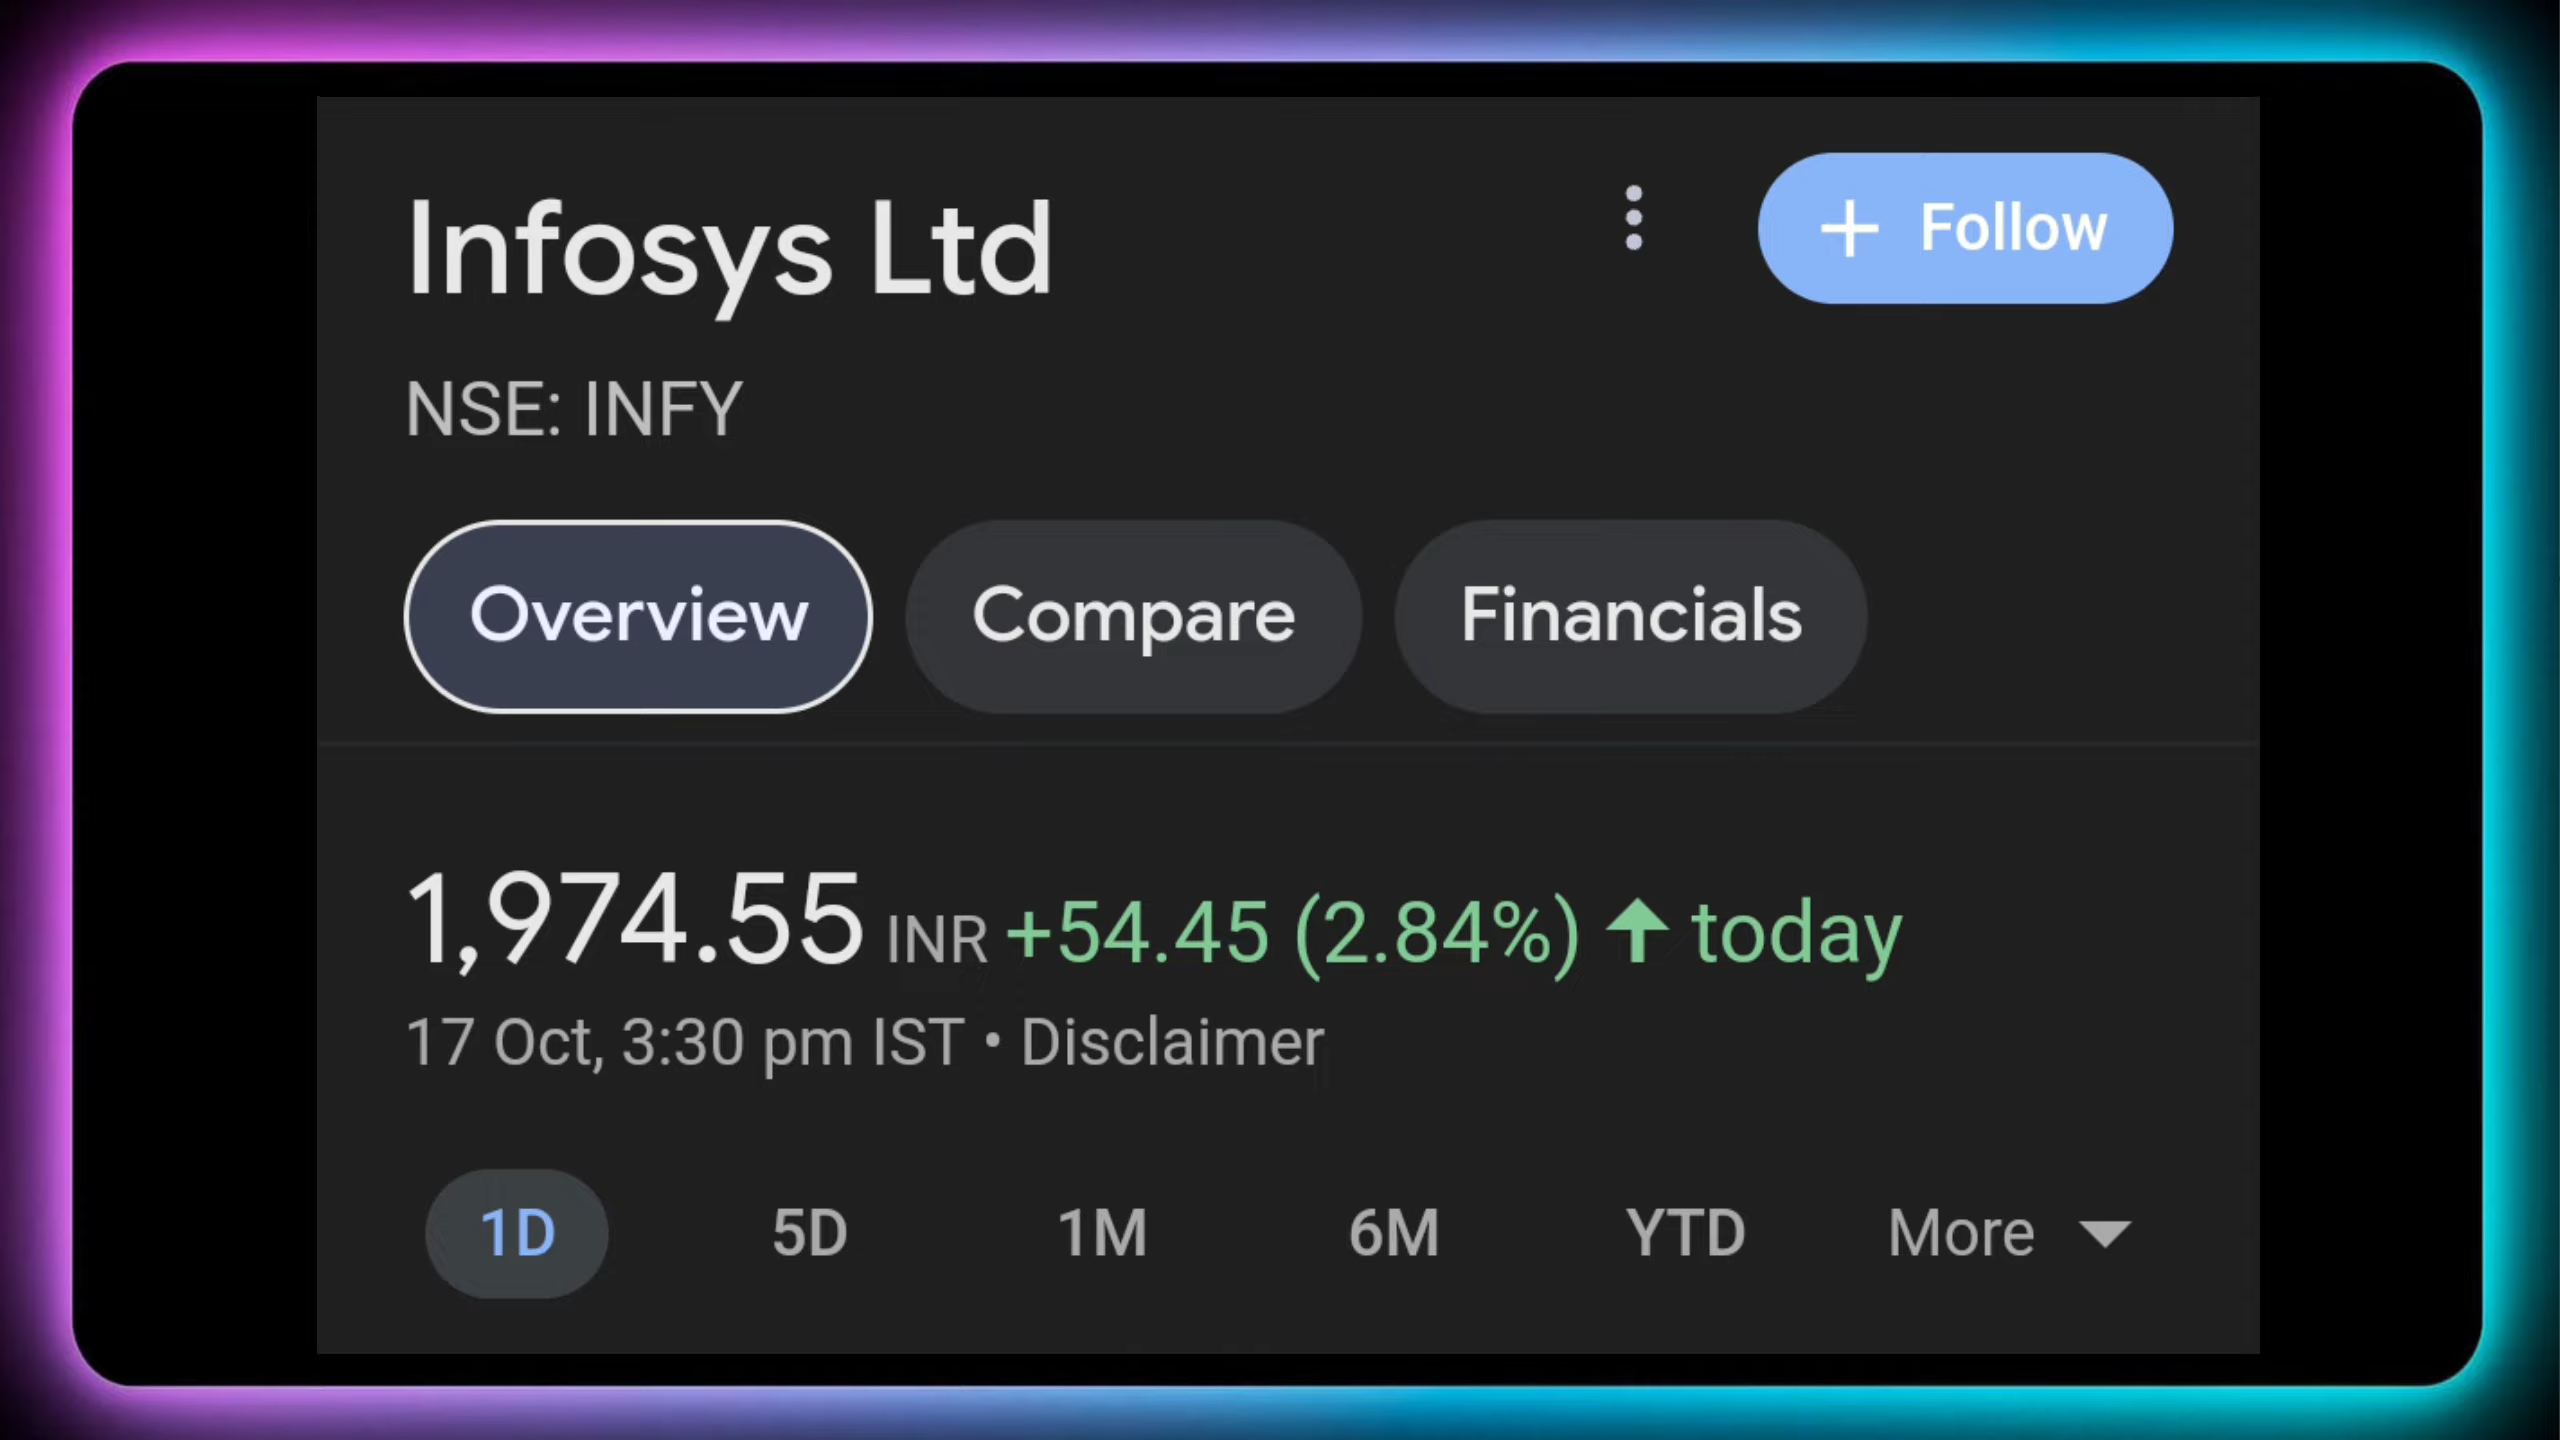 Infosys Ltd
+ Follow
NSE: INFY
Overview Compare Financials
1,974.55 INR +54.45 (2.84%) ↑ today
17 Oct, 3:30 pm IST • Disclaimer
1D 5D 1M 6M YTD More